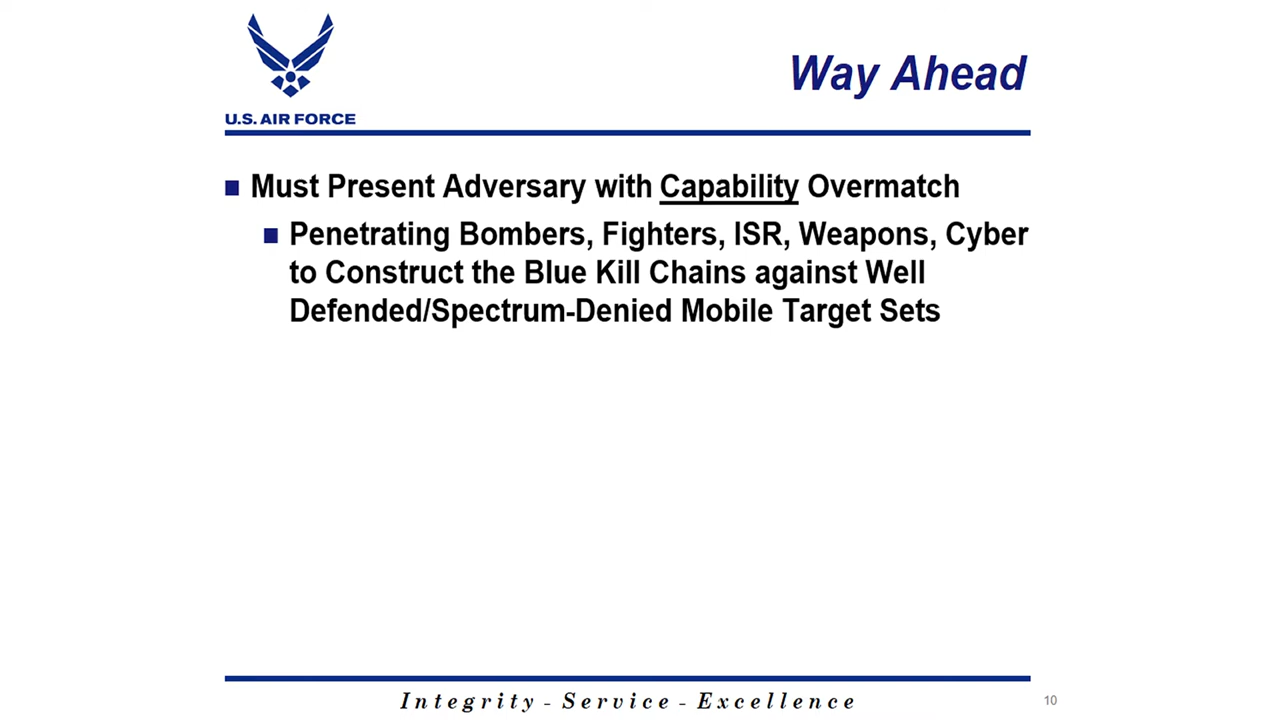 U.S. AIR FORCE
Way Ahead
Must Present Adversary with Capability Overmatch
Penetrating Bombers, Fighters, ISR, Weapons, Cyber
to Construct the Blue Kill Chains against Well
Defended/Spectrum-Denied Mobile Target Sets
Integrity - Service - Excellence
10